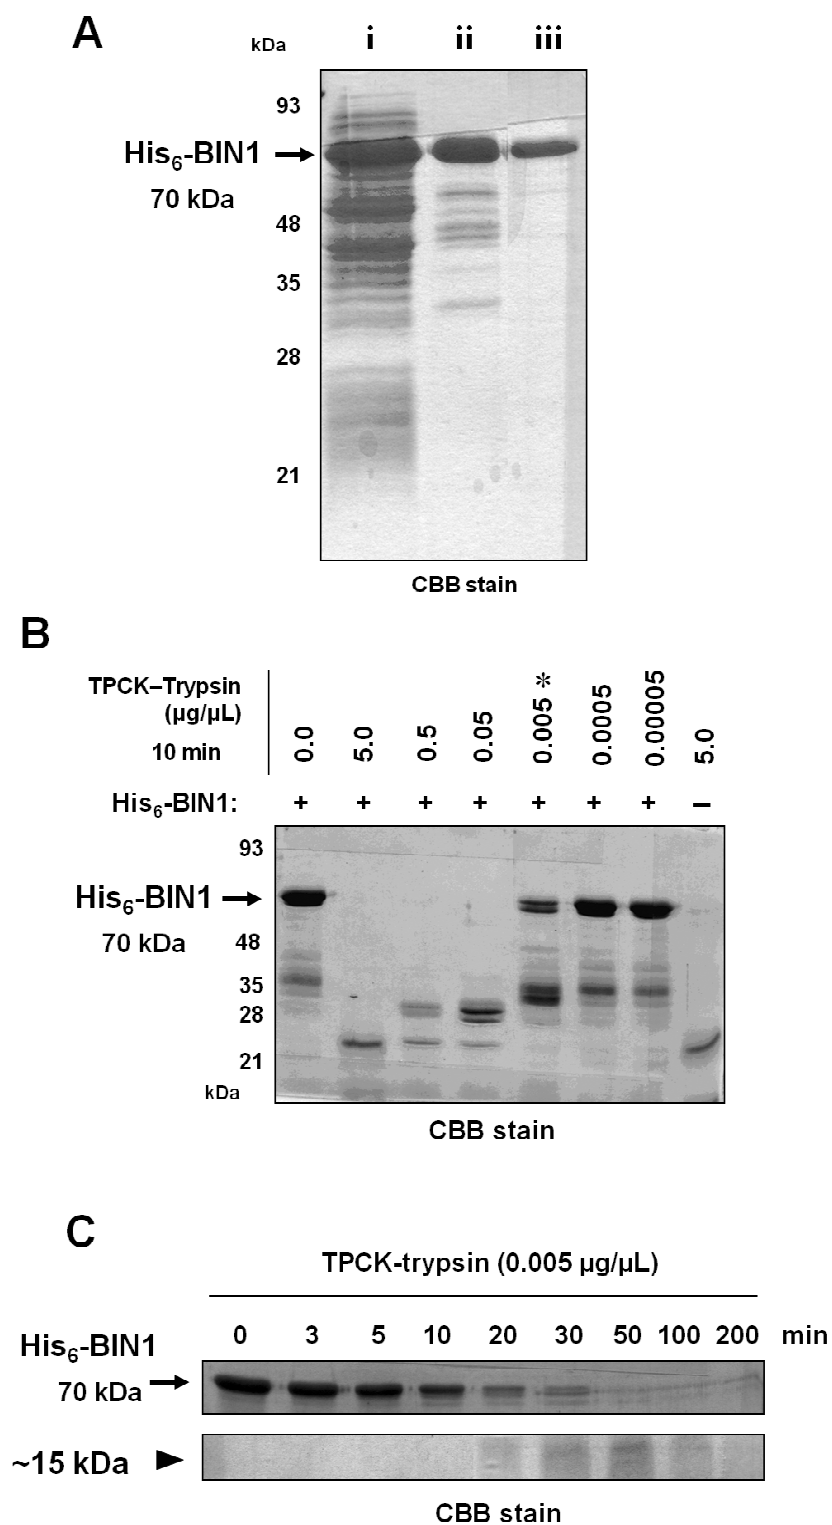 A
kDa
i ii iii
93
His6-BIN1
70 kDa
48
35
28
21
CBB stain
B
TPCK–Trypsin
(µg/µL)
10 min
0.0 5.0 0.5 0.05 0.005 * 0.0005 0.00005 5.0
His6-BIN1: + + + + + + + –
93
His6-BIN1
70 kDa
48
35
28
21
kDa
CBB stain
C
TPCK-trypsin (0.005 µg/µL)
0 3 5 10 20 30 50 100 200 min
His6-BIN1
70 kDa
~15 kDa
CBB stain